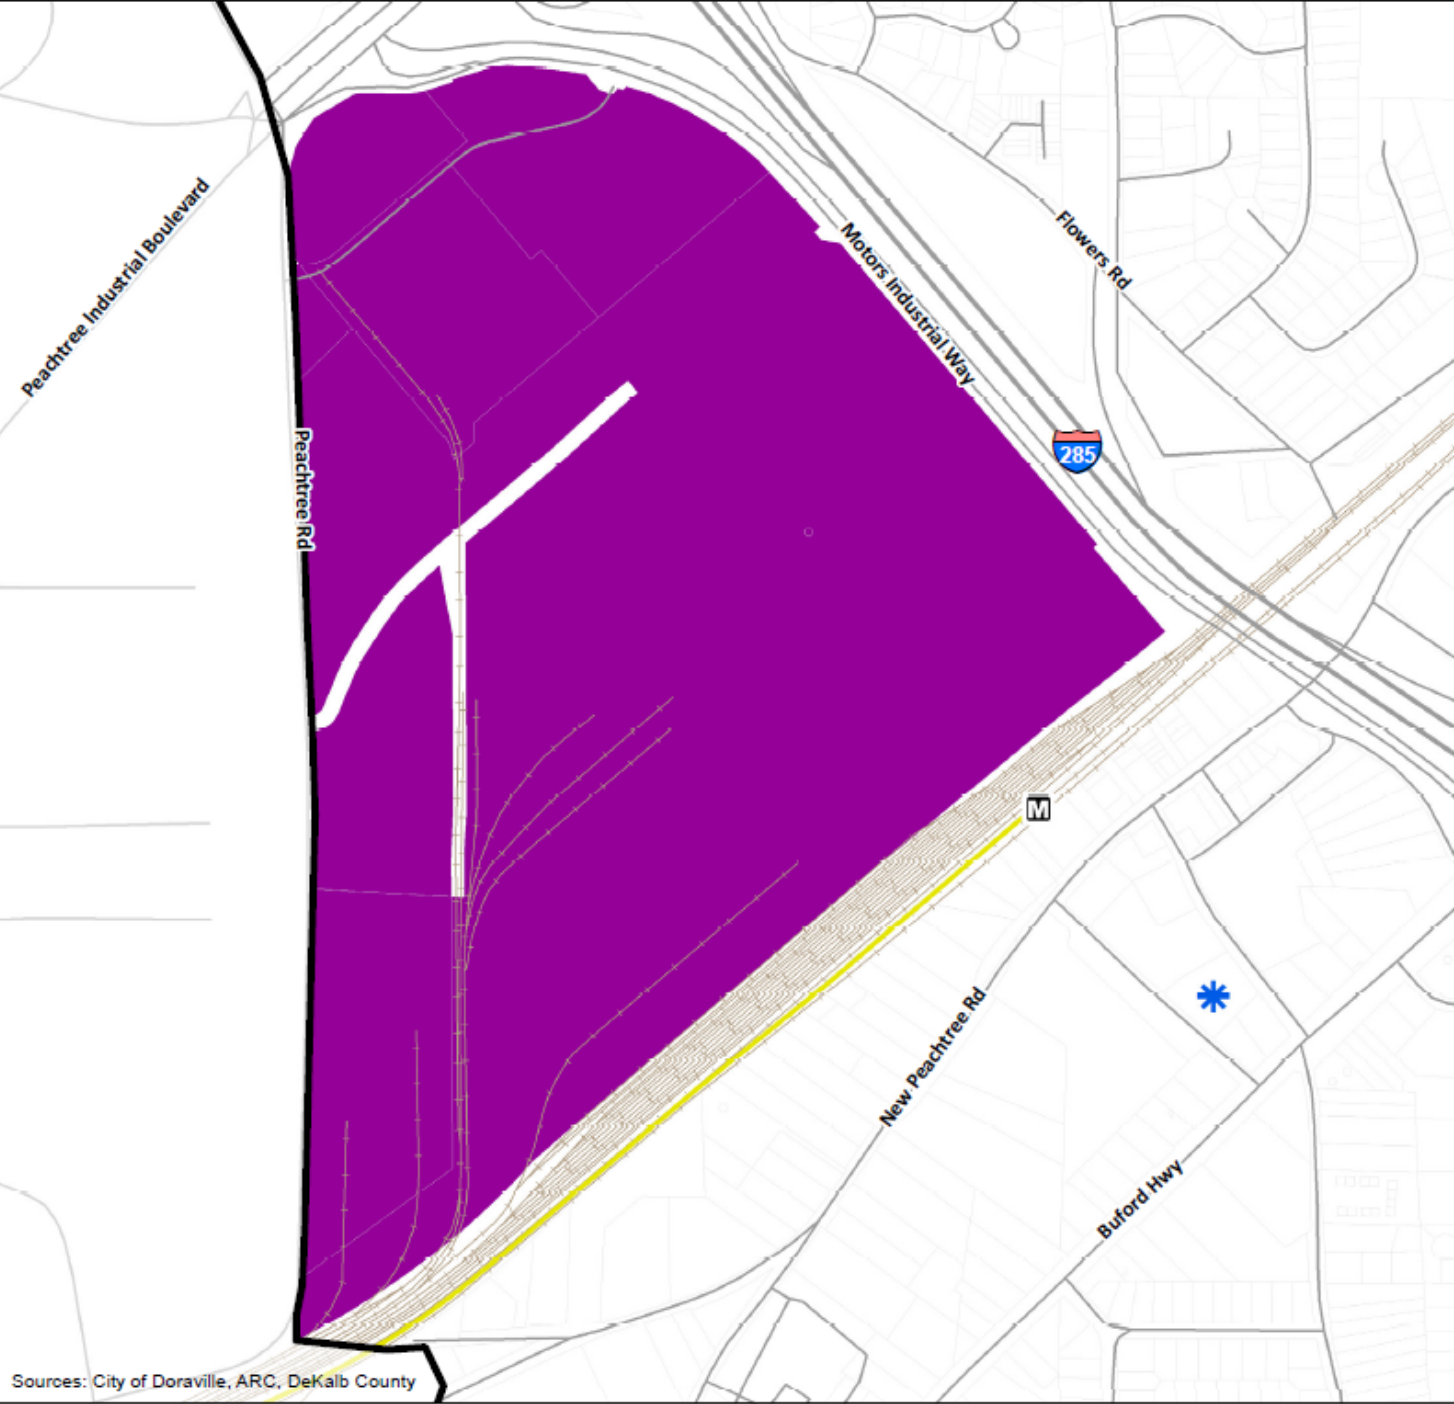 Peachtree Industrial Boulevard
Flowers Rd
Motors Industrial Way
Peachtree Rd
285
M
New Peachtree Rd
Buford Hwy
Sources: City of Doraville, ARC, DeKalb County